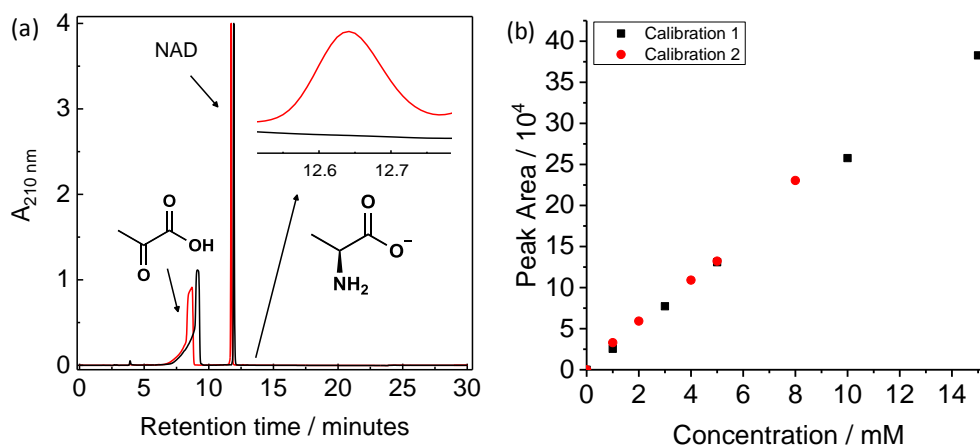 (a)
4
3
2
1
0
A210 nm
NAD
12.6 12.7
O
OH
O
O
O−
NH2
0 5 10 15 20 25 30
Retention time / minutes
(b)
Calibration 1
Calibration 2
40
35
30
25
20
15
10
5
0
Peak Area / 10^4
0 2 4 6 8 10 12 14
Concentration / mM